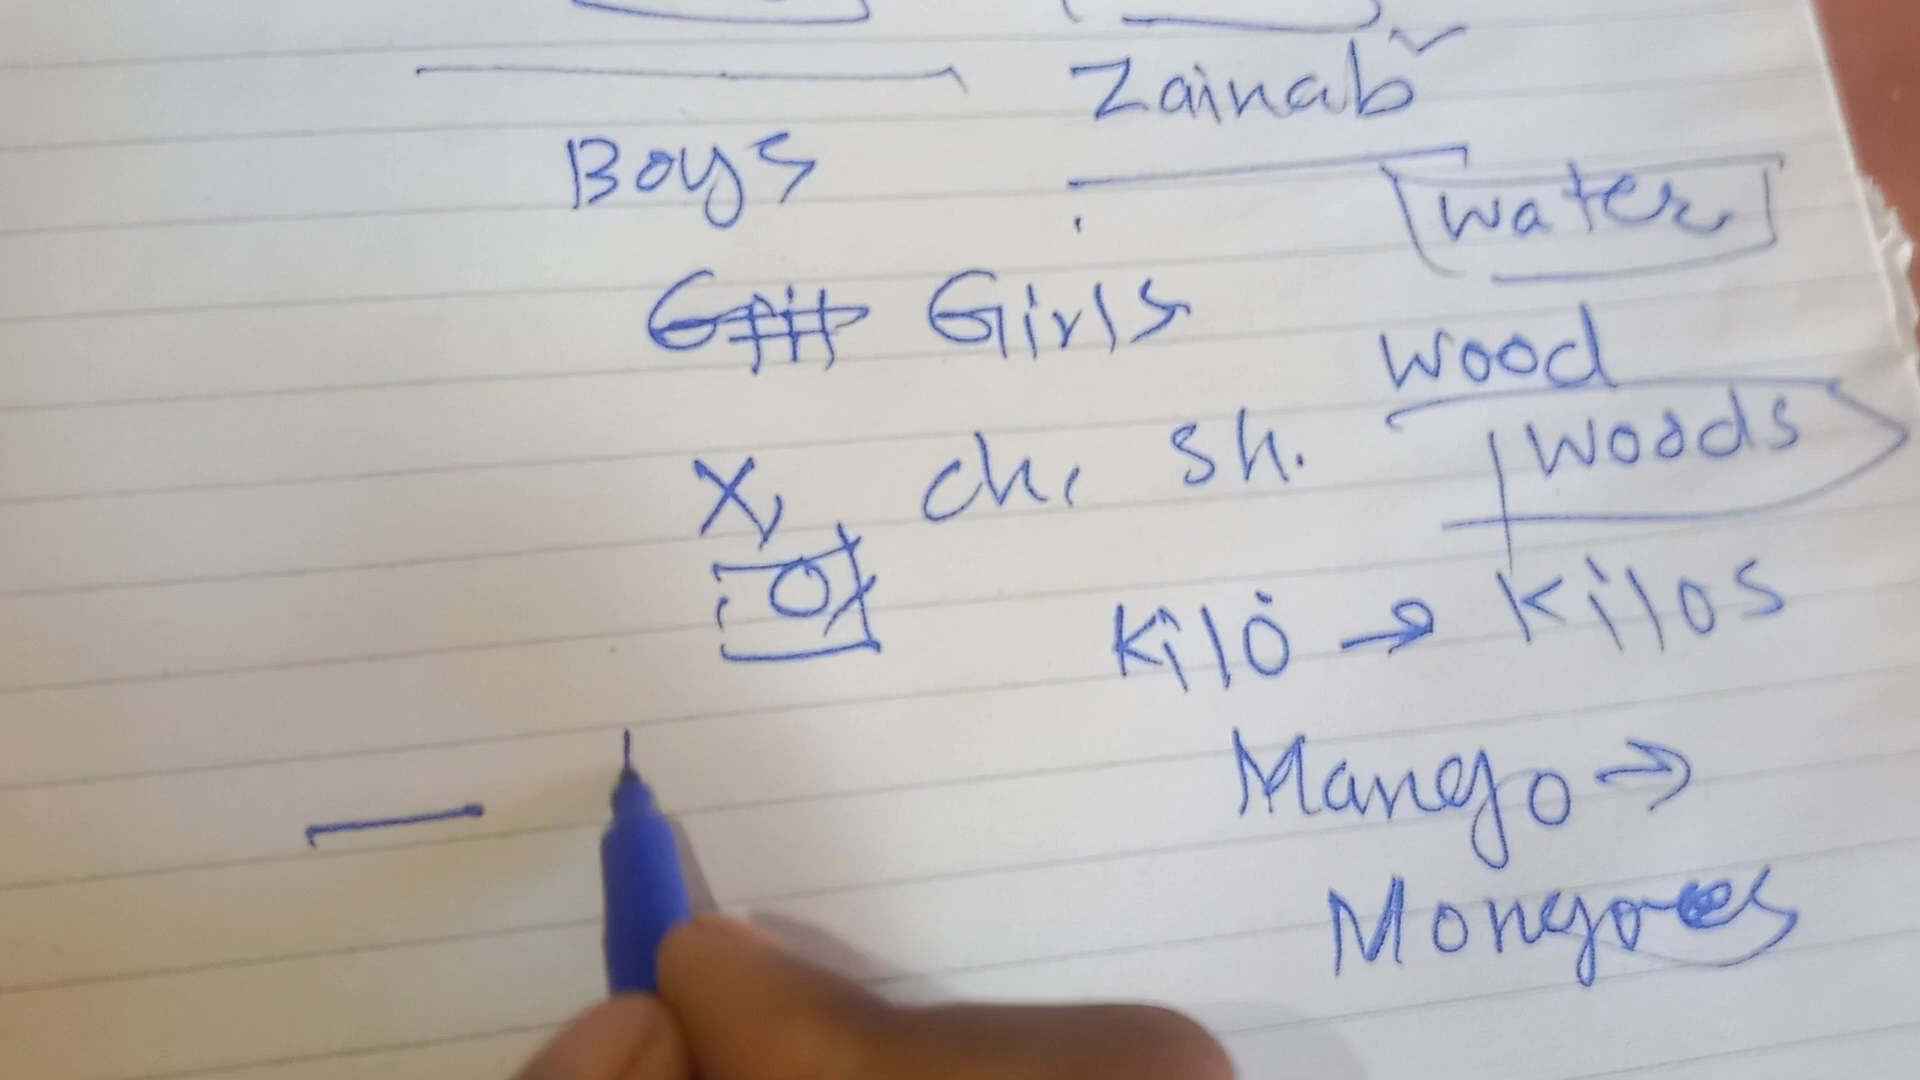 Zainab
Boys
water
Girls
wood
woods
X, ch, sh.
O
Kilo → Kilos
Mango →
Mongoes